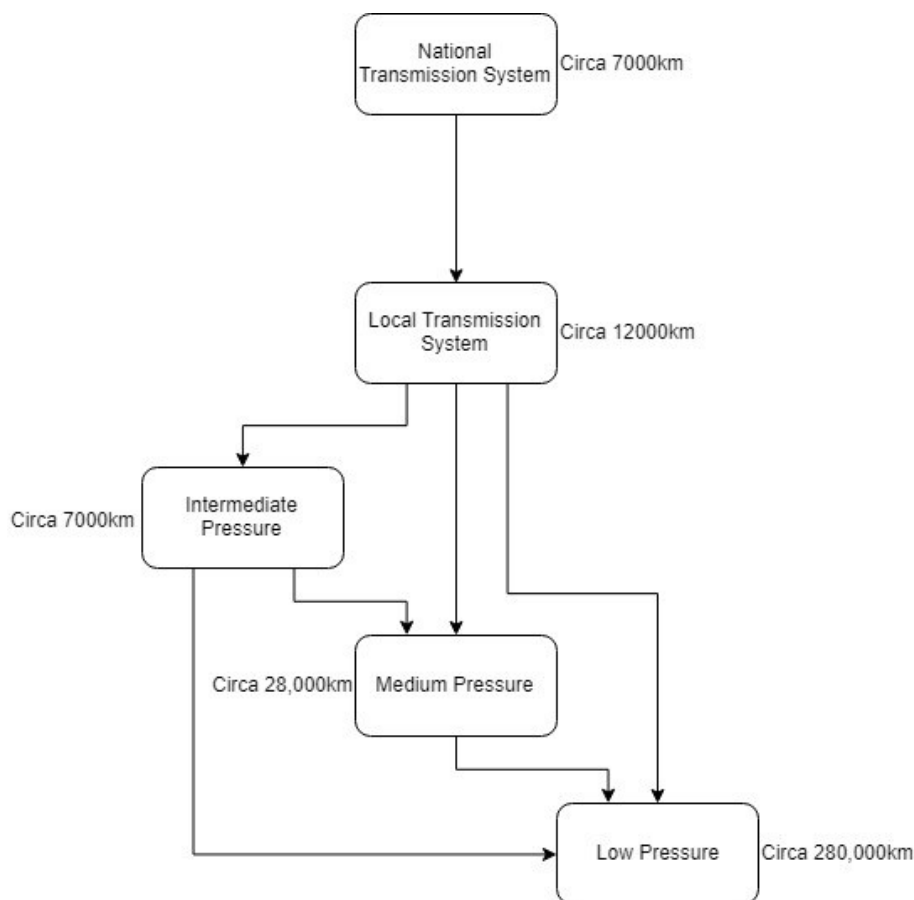 National
Transmission System
Circa 7000km
Local Transmission
System
Circa 12000km
Intermediate
Pressure
Circa 7000km
Circa 28,000km
Medium Pressure
Low Pressure
Circa 280,000km